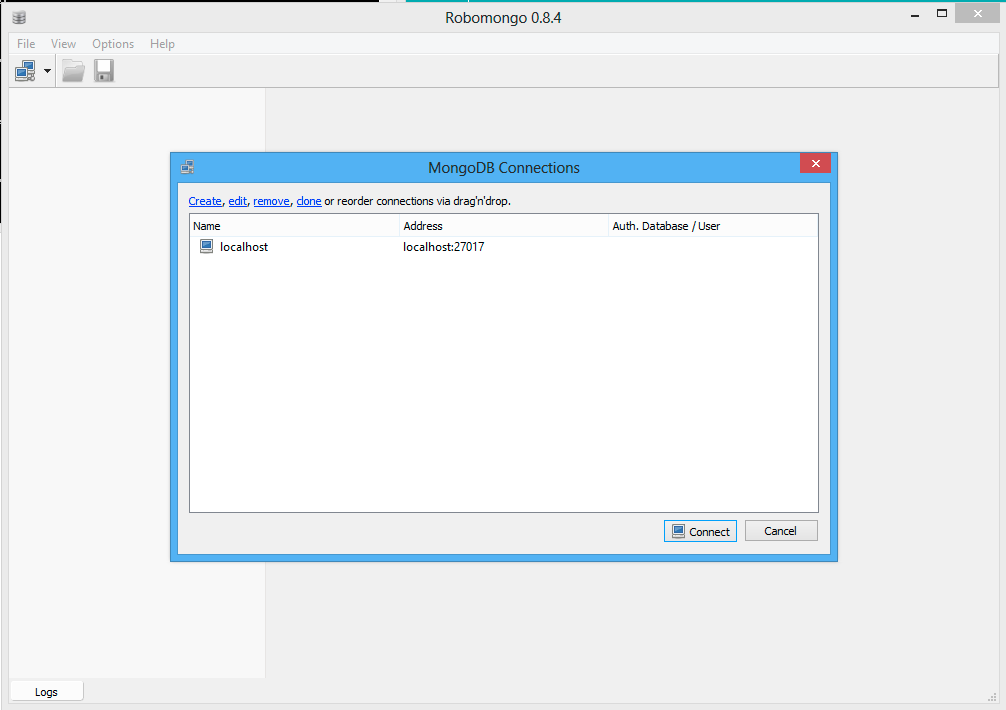 Robomongo 0.8.4
File View Options Help
MongoDB Connections
Create, edit, remove, clone or reorder connections via drag'n'drop.
Name Address Auth. Database / User
localhost localhost:27017
Connect Cancel
Logs